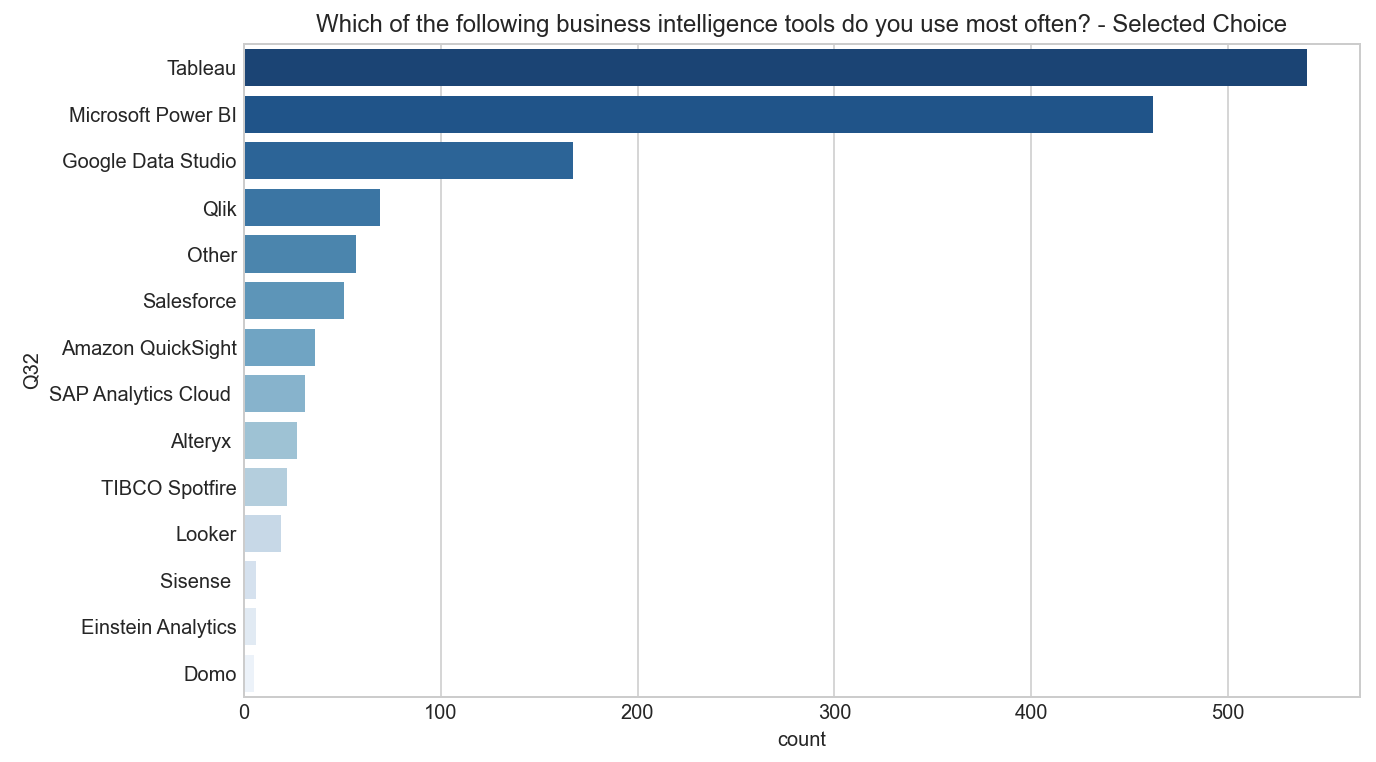 Which of the following business intelligence tools do you use most often? - Selected Choice
Tableau
Microsoft Power BI
Google Data Studio
Qlik
Other
Salesforce
Amazon QuickSight
SAP Analytics Cloud
Alteryx
TIBCO Spotfire
Looker
Sisense
Einstein Analytics
Domo
Q32
0 100 200 300 400 500
count